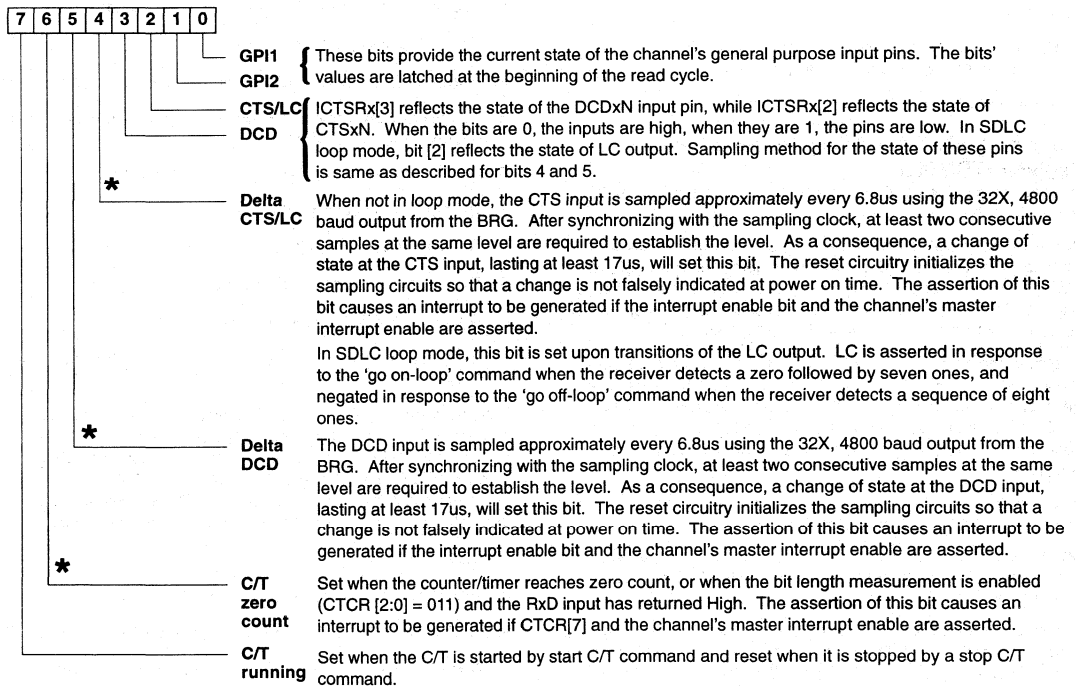 7 6 5 4 3 2 1 0
GPI1 These bits provide the current state of the channel's general purpose input pins. The bits'
GPI2 values are latched at the beginning of the read cycle.
CTS/LC ICTSRx[3] reflects the state of the DCDxN input pin, while ICTSRx[2] reflects the state of
DCD CTSxN. When the bits are 0, the inputs are high, when they are 1, the pins are low. In SDLC
loop mode, bit [2] reflects the state of LC output. Sampling method for the state of these pins
is same as described for bits 4 and 5.
*
Delta When not in loop mode, the CTS input is sampled approximately every 6.8us using the 32X, 4800
CTS/LC baud output from the BRG. After synchronizing with the sampling clock, at least two consecutive
samples at the same level are required to establish the level. As a consequence, a change of
state at the CTS input, lasting at least 17us, will set this bit. The reset circuitry initializes the
sampling circuits so that a change is not falsely indicated at power on time. The assertion of this
bit causes an interrupt to be generated if the interrupt enable bit and the channel's master
interrupt enable are asserted.
In SDLC loop mode, this bit is set upon transitions of the LC output. LC is asserted in response
to the 'go on-loop' command when the receiver detects a zero followed by seven ones, and
negated in response to the 'go off-loop' command when the receiver detects a sequence of eight
ones.
*
Delta The DCD input is sampled approximately every 6.8us using the 32X, 4800 baud output from the
DCD BRG. After synchronizing with the sampling clock, at least two consecutive samples at the same
level are required to establish the level. As a consequence, a change of state at the DCD input,
lasting at least 17us, will set this bit. The reset circuitry initializes the sampling circuits so that a
change is not falsely indicated at power on time. The assertion of this bit causes an interrupt to be
generated if the interrupt enable bit and the channel's master interrupt enable are asserted.
*
C/T Set when the counter/timer reaches zero count, or when the bit length measurement is enabled
zero (CTCR [2:0] = 011) and the RxD input has returned High. The assertion of this bit causes an
count interrupt to be generated if CTCR[7] and the channel's master interrupt enable are asserted.
C/T Set when the C/T is started by start C/T command and reset when it is stopped by a stop C/T
running command.